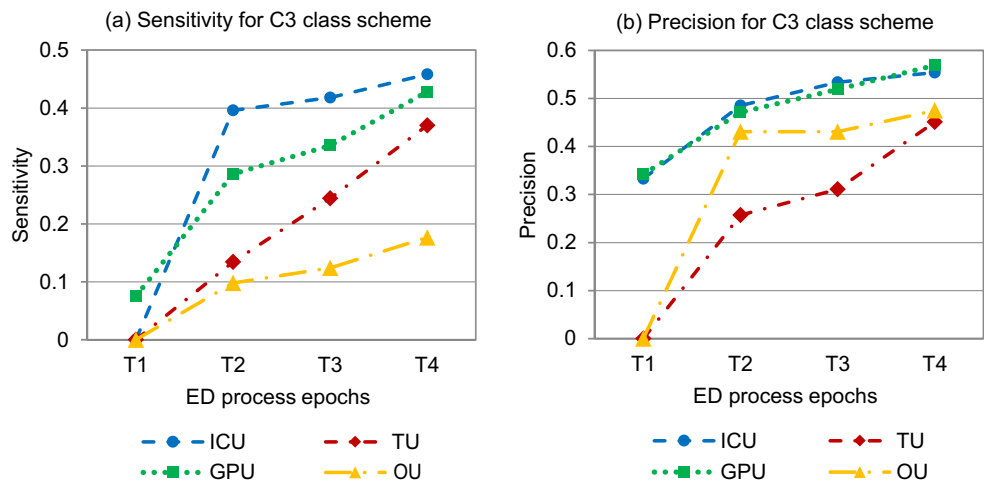 (a) Sensitivity for C3 class scheme
0.5
0.4
0.3
0.2
0.1
0
Sensitivity
T1 T2 T3 T4
ED process epochs
ICU TU
GPU OU
(b) Precision for C3 class scheme
0.6
0.5
0.4
0.3
0.2
0.1
0
Precision
T1 T2 T3 T4
ED process epochs
ICU TU
GPU OU